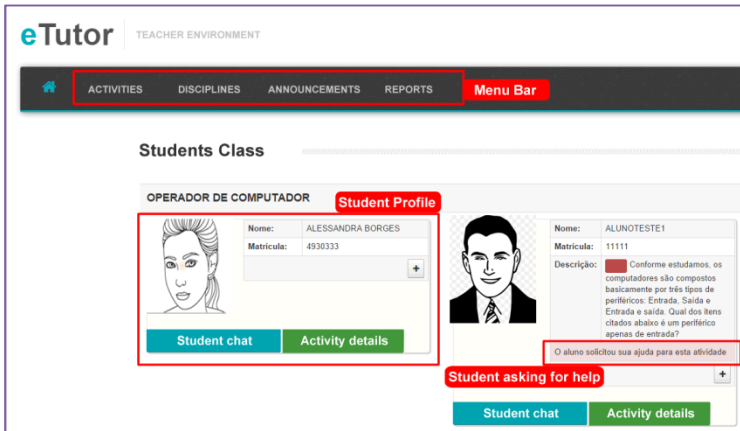 eTutor
TEACHER ENVIRONMENT
ACTIVITIES DISCIPLINES ANNOUNCEMENTS REPORTS Menu Bar
Students Class
OPERADOR DE COMPUTADOR
Student Profile
Nome: ALESSANDRA BORGES
Matrícula: 4930333
+
Student chat Activity details
Nome: ALUNOTESTE1
Matrícula: 11111
Descrição: Conforme estudamos, os
computadores são compostos
basicamente por três tipos de
periféricos: Entrada, Saída e
Entrada e saída. Qual dos itens
citados abaixo é um periférico
apenas de entrada?
O aluno solicitou sua ajuda para esta atividade
Student asking for help
+
Student chat Activity details